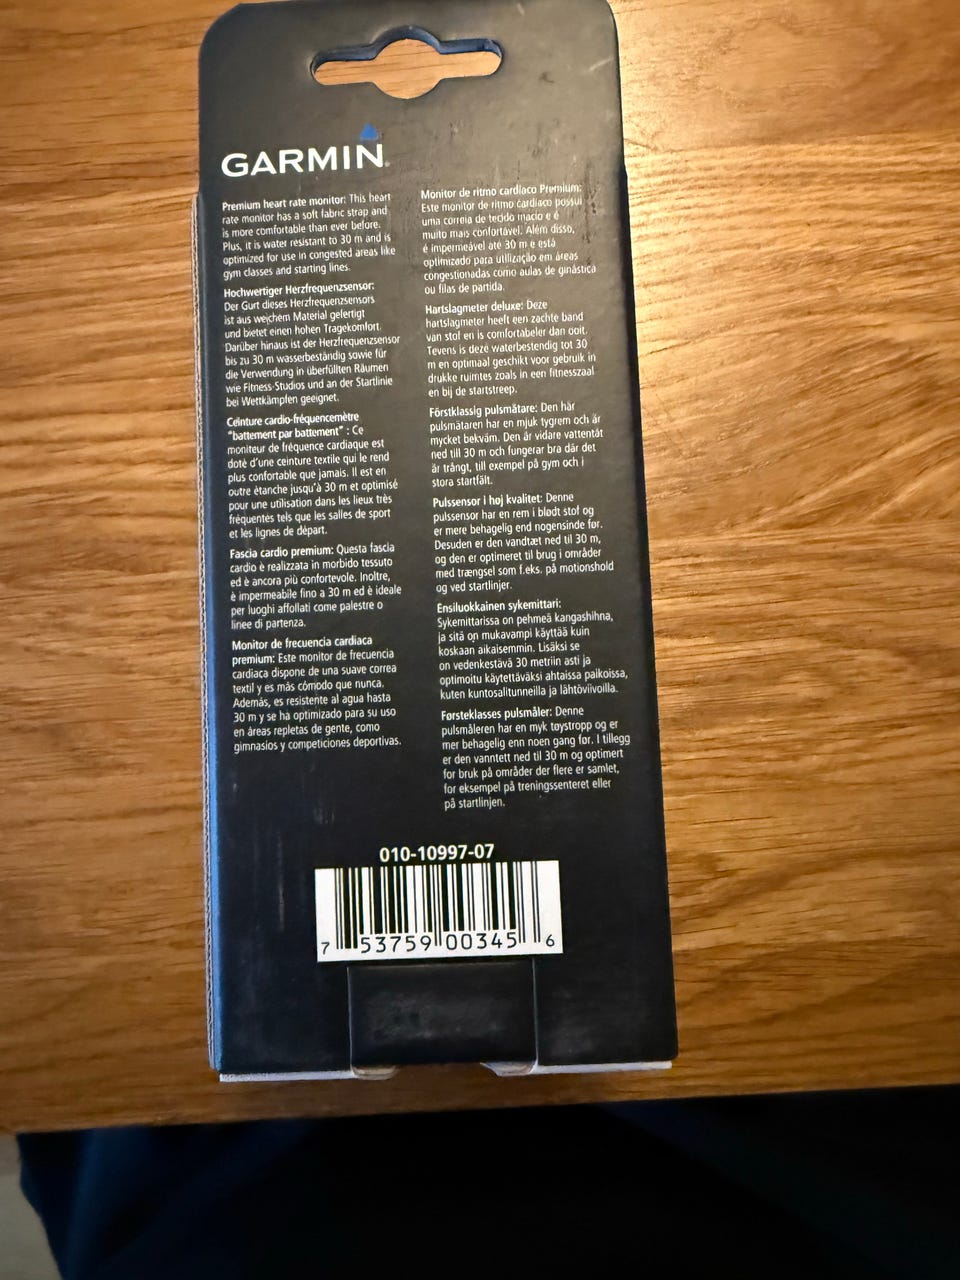 GARMIN
Premium heart rate monitor: This heart
rate monitor has a soft fabric strap and
is more comfortable than ever before.
Plus, it is water resistant to 30 m and is
optimized for use in congested areas like
gym classes and starting lines.
Hochwertiger Herzfrequenzsensor:
Der Gurt dieses Herzfrequenzsensors
ist aus weichem Material gefertigt
und bietet einen hohen Tragekomfort.
Darüber hinaus ist der Herzfrequenzsensor
bis zu 30 m wasserbeständig sowie für
die Verwendung in überfüllten Räumen
wie Fitness-Studios und an der Startlinie
bei Wettkämpfen geeignet.
Ceinture cardio-fréquencemètre
"battement par battement" : Ce
moniteur de fréquence cardiaque est
doté d'une ceinture textile qui le rend
plus confortable que jamais. Il est en
outre étanche jusqu'à 30 m et optimisé
pour une utilisation dans les lieux très
fréquentés tels que les salles de sport
et les lignes de départ.
Fascia cardio premium: Questa fascia
cardio è realizzata in morbido tessuto
ed è ancora più confortevole. Inoltre,
è impermeabile fino a 30 m ed è ideale
per luoghi affollati come palestre o
linee di partenza.
Monitor de frecuencia cardiaca
premium: Este monitor de frecuencia
cardiaca dispone de una suave correa
textil y es más cómodo que nunca.
Además, es resistente al agua hasta
30 m y se ha optimizado para su uso
en áreas repletas de gente, como
gimnasios y competiciones deportivas.
Monitor de ritmo cardíaco Premium:
Este monitor de ritmo cardíaco possui
uma correia de tecido macio e é
muito mais confortável. Além disso,
é impermeável até 30 m e está
optimizado para utilização em áreas
congestionadas como aulas de ginástica
ou filas de partida.
Hartslagmeter deluxe: Deze
hartslagmeter heeft een zachte band
van stof en is comfortabeler dan ooit.
Tevens is deze waterbestendig tot 30
m en optimaal geschikt voor gebruik in
drukke ruimtes zoals in een fitnesszaal
en bij de startstreep.
Förstklassig pulsmätare: Den här
pulsmätaren har en mjuk tygrem och är
mycket bekväm. Den är vidare vattentät
ned till 30 m och fungerar bra där det
är trångt, till exempel på gym och i
stora startfält.
Pulssensor i høj kvalitet: Denne
pulssensor har en rem i blødt stof og
er mere behagelig end nogensinde før.
Desuden er den vandtæt ned til 30 m,
og den er optimeret til brug i områder
med trængsel som f.eks. på motionshold
og ved startlinjer.
Ensiluokkainen sykemittari:
Sykemittarissa on pehmeä kangashihna,
ja sitä on mukavampi käyttää kuin
koskaan aikaisemmin. Lisäksi se
on vedenkestävä 30 metriin asti ja
optimoitu käytettäväksi ahtaissa paikoissa,
kuten kuntosalitunneilla ja lähtöviivoilla.
Førsteklasses pulsmåler: Denne
pulsmåleren har en myk tøystropp og er
mer behagelig enn noen gang før. I tillegg
er den vanntett ned til 30 m og optimert
for bruk på områder der flere er samlet,
for eksempel på treningssenteret eller
på startlinjen.
010-10997-07
7 53759 00345 6